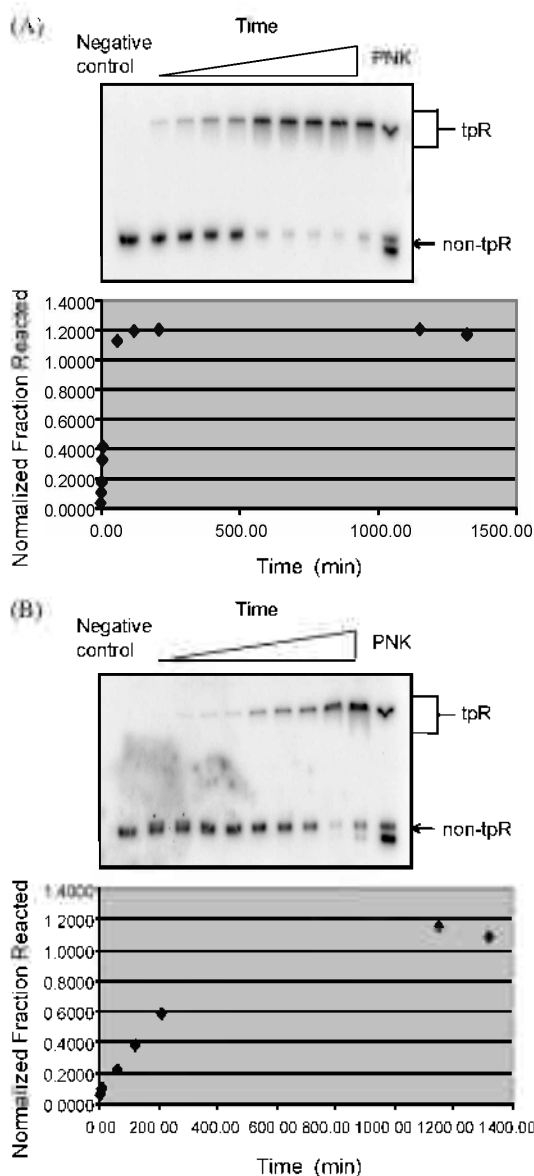 (A)
Time
Negative control
PNK
tpR
non-tpR
Normalized Fraction Reacted
1.4000
1.2000
1.0000
0.8000
0.6000
0.4000
0.2000
0.0000
0.00 500.00 1000.00 1500.00
Time (min)
(B)
Time
Negative control
PNK
tpR
non-tpR
Normalized Fraction Reacted
1.4000
1.2000
1.0000
0.8000
0.6000
0.4000
0.2000
0.0000
0.00 200.00 400.00 600.00 800.00 1000.00 1200.00 1400.00
Time (min)